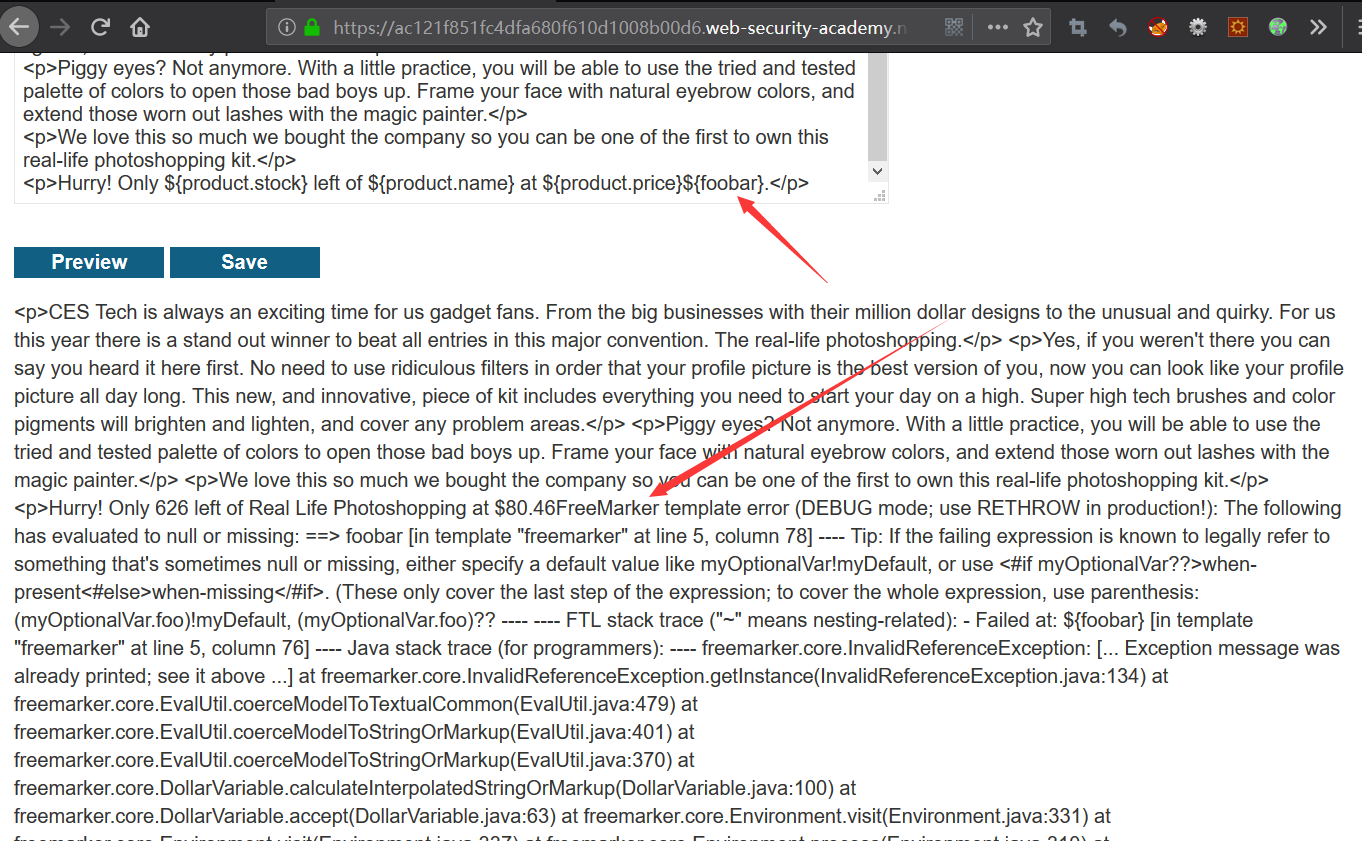 https://ac121f851fc4dfa680f610d1008b00d6.web-security-academy.n
<p>Piggy eyes? Not anymore. With a little practice, you will be able to use the tried and tested
palette of colors to open those bad boys up. Frame your face with natural eyebrow colors, and
extend those worn out lashes with the magic painter.</p>
<p>We love this so much we bought the company so you can be one of the first to own this
real-life photoshopping kit.</p>
<p>Hurry! Only ${product.stock} left of ${product.name} at ${product.price}${foobar}.</p>
Preview Save
<p>CES Tech is always an exciting time for us gadget fans. From the big businesses with their million dollar designs to the unusual and quirky. For us
this year there is a stand out winner to beat all entries in this major convention. The real-life photoshopping.</p> <p>Yes, if you weren't there you can
say you heard it here first. No need to use ridiculous filters in order that your profile picture is the best version of you, now you can look like your profile
picture all day long. This new, and innovative, piece of kit includes everything you need to start your day on a high. Super high tech brushes and color
pigments will brighten and lighten, and cover any problem areas.</p> <p>Piggy eyes? Not anymore. With a little practice, you will be able to use the
tried and tested palette of colors to open those bad boys up. Frame your face with natural eyebrow colors, and extend those worn out lashes with the
magic painter.</p> <p>We love this so much we bought the company so you can be one of the first to own this real-life photoshopping kit.</p>
<p>Hurry! Only 626 left of Real Life Photoshopping at $80.46FreeMarker template error (DEBUG mode; use RETHROW in production!): The following
has evaluated to null or missing: ==> foobar [in template "freemarker" at line 5, column 78] ---- Tip: If the failing expression is known to legally refer to
something that's sometimes null or missing, either specify a default value like myOptionalVar!myDefault, or use <#if myOptionalVar??>when-
present<#else>when-missing</#if>. (These only cover the last step of the expression; to cover the whole expression, use parenthesis:
(myOptionalVar.foo)!myDefault, (myOptionalVar.foo)?? ---- ---- FTL stack trace ("~" means nesting-related): - Failed at: ${foobar} [in template
"freemarker" at line 5, column 76] ---- Java stack trace (for programmers): ---- freemarker.core.InvalidReferenceException: [... Exception message was
already printed; see it above ...] at freemarker.core.InvalidReferenceException.getInstance(InvalidReferenceException.java:134) at
freemarker.core.EvalUtil.coerceModelToTextualCommon(EvalUtil.java:479) at
freemarker.core.EvalUtil.coerceModelToStringOrMarkup(EvalUtil.java:401) at
freemarker.core.EvalUtil.coerceModelToStringOrMarkup(EvalUtil.java:370) at
freemarker.core.DollarVariable.calculateInterpolatedStringOrMarkup(DollarVariable.java:100) at
freemarker.core.DollarVariable.accept(DollarVariable.java:63) at freemarker.core.Environment.visit(Environment.java:331) at